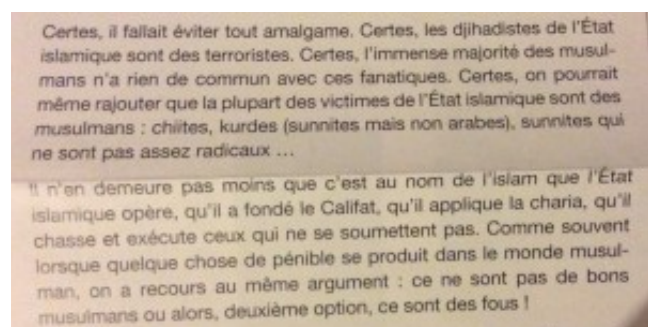 Certes, il fallait éviter tout amalgame. Certes, les djihadistes de l'État
islamique sont des terroristes. Certes, l'immense majorité des musul-
mans n'a rien de commun avec ces fanatiques. Certes, on pourrait
même rajouter que la plupart des victimes de l'État islamique sont des
musulmans : chiites, kurdes (sunnites mais non arabes), sunnites qui
ne sont pas assez radicaux ...
Il n'en demeure pas moins que c'est au nom de l'islam que l'État
islamique opère, qu'il a fondé le Califat, qu'il applique la charia, qu'il
chasse et exécute ceux qui ne se soumettent pas. Comme souvent
lorsque quelque chose de pénible se produit dans le monde musul-
man, on a recours au même argument : ce ne sont pas de bons
musulmans ou alors, deuxième option, ce sont des fous !